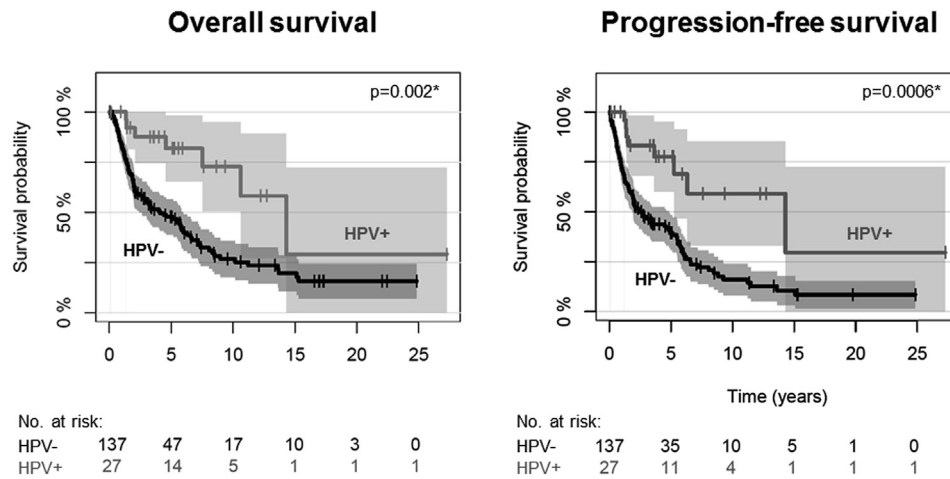 Overall survival
p=0.002*
Survival probability
100 %
50 %
0 %
HPV+
HPV-
0 5 10 15 20 25
No. at risk:
HPV- 137 47 17 10 3 0
HPV+ 27 14 5 1 1 1
Progression-free survival
p=0.0006*
Survival probability
100 %
50 %
0 %
HPV+
HPV-
0 5 10 15 20 25
Time (years)
No. at risk:
HPV- 137 35 10 5 1 0
HPV+ 27 11 4 1 1 1